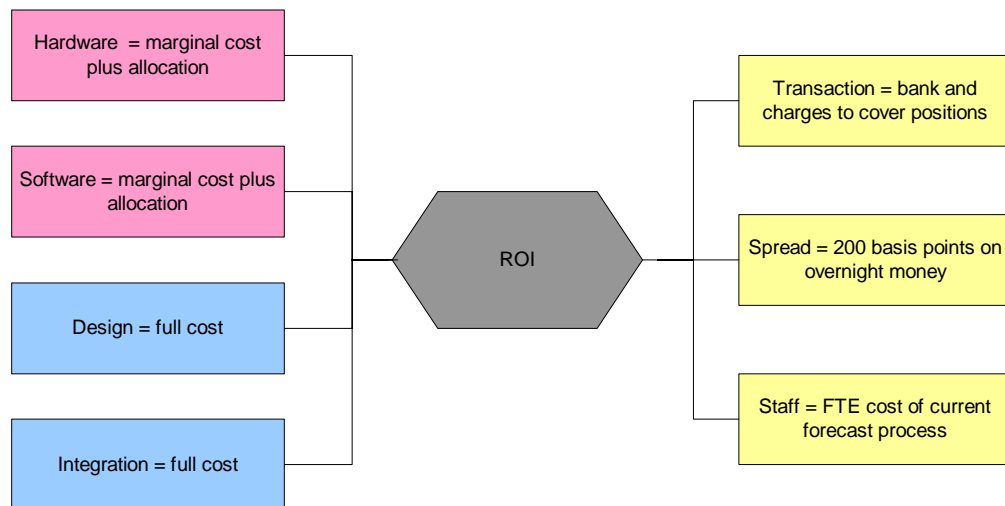 Hardware = marginal cost
plus allocation
Software = marginal cost plus
allocation
Design = full cost
Integration = full cost
ROI
Transaction = bank and
charges to cover positions
Spread = 200 basis points on
overnight money
Staff = FTE cost of current
forecast process